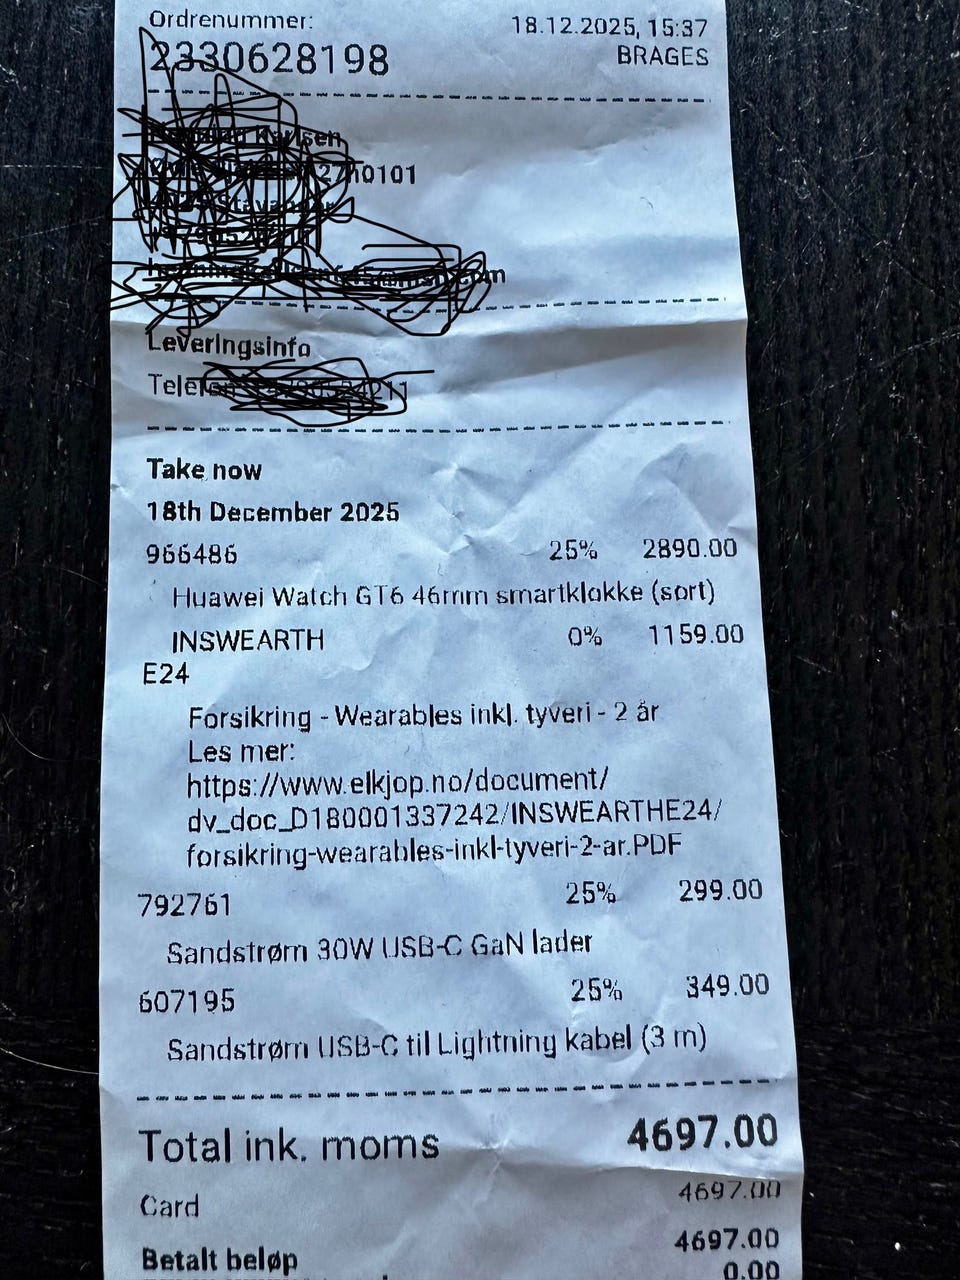 Ordrenummer:
18.12.2025, 15:37
2330628198
BRAGES
Leveringsinfo
Take now
18th December 2025
966486 25% 2890.00
Huawei Watch GT6 46mm smartklokke (sort)
INSWEARTH 0% 1159.00
E24
Forsikring - Wearables inkl. tyveri - 2 år
Les mer:
https://www.elkjop.no/document/
dv_doc_D180001337242/INSWEARTHE24/
forsikring-wearables-inkl-tyveri-2-ar.PDF
792761 25% 299.00
Sandstrøm 30W USB-C GaN lader
607195 25% 349.00
Sandstrøm USB-C til Lightning kabel (3 m)
Total ink. moms 4697.00
Card 4697.00
Betalt beløp 4697.00
0.00